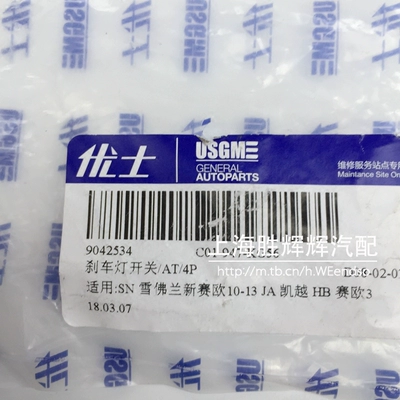 优士
USGME
GENERAL
AUTOPARTS
维修服务站点专用
Maintance Site On
9042534
刹车灯开关/AT/4P
适用:SN 雪佛兰新赛欧10-13 JA 凯越 HB 赛欧3
18.03.07
上海胜辉辉汽配
http://m.tb.cn/h.WEendso